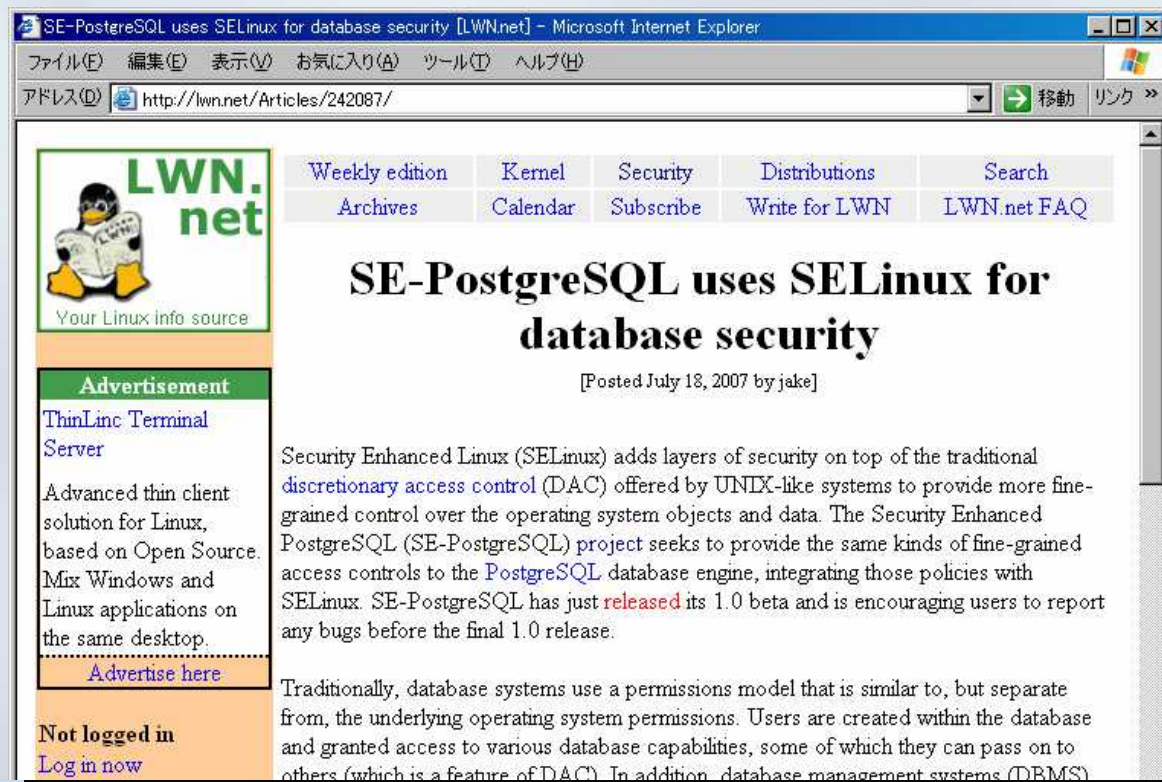 SE-PostgreSQL uses SELinux for database security [LWN.net] - Microsoft Internet Explorer
ファイル(F) 編集(E) 表示(V) お気に入り(A) ツール(T) ヘルプ(H)
アドレス(D) http://lwn.net/Articles/242087/ 移動 リンク »
LWN.
net
Your Linux info source
Weekly edition Kernel Security Distributions Search
Archives Calendar Subscribe Write for LWN LWN.net FAQ
SE-PostgreSQL uses SELinux for
database security
[Posted July 18, 2007 by jake]
Advertisement
ThinLinc Terminal
Server
Advanced thin client
solution for Linux,
based on Open Source.
Mix Windows and
Linux applications on
the same desktop.
Advertise here
Not logged in
Log in now
Security Enhanced Linux (SELinux) adds layers of security on top of the traditional
discretionary access control (DAC) offered by UNIX-like systems to provide more fine-
grained control over the operating system objects and data. The Security Enhanced
PostgreSQL (SE-PostgreSQL) project seeks to provide the same kinds of fine-grained
access controls to the PostgreSQL database engine, integrating those policies with
SELinux. SE-PostgreSQL has just released its 1.0 beta and is encouraging users to report
any bugs before the final 1.0 release.
Traditionally, database systems use a permissions model that is similar to, but separate
from, the underlying operating system permissions. Users are created within the database
and granted access to various database capabilities, some of which they can pass on to
others (which is a feature of DAC). In addition, database management systems (DBMS)